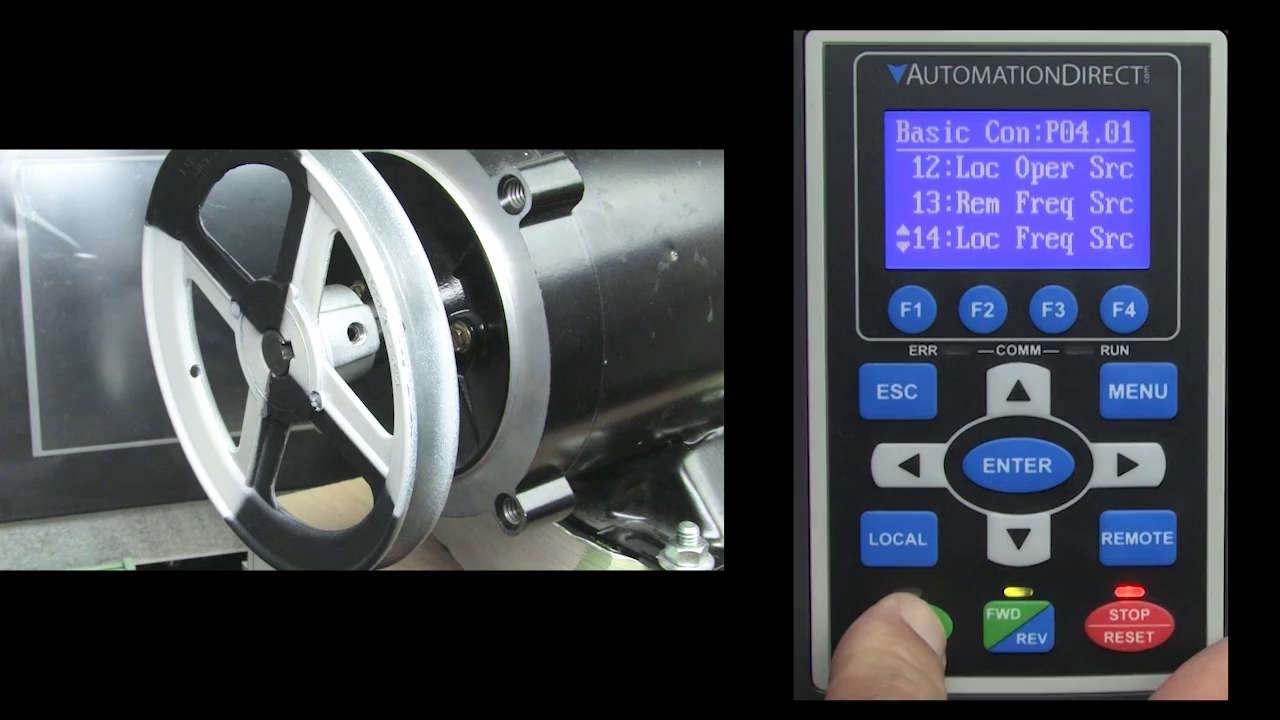 AUTOMATIONDIRECT.com
Basic Con:P04.01
12:Loc Oper Src
13:Rem Freq Src
14:Loc Freq Src
F1 F2 F3 F4
ERR COMM RUN
ESC MENU
ENTER
LOCAL REMOTE
FWD REV
STOP RESET